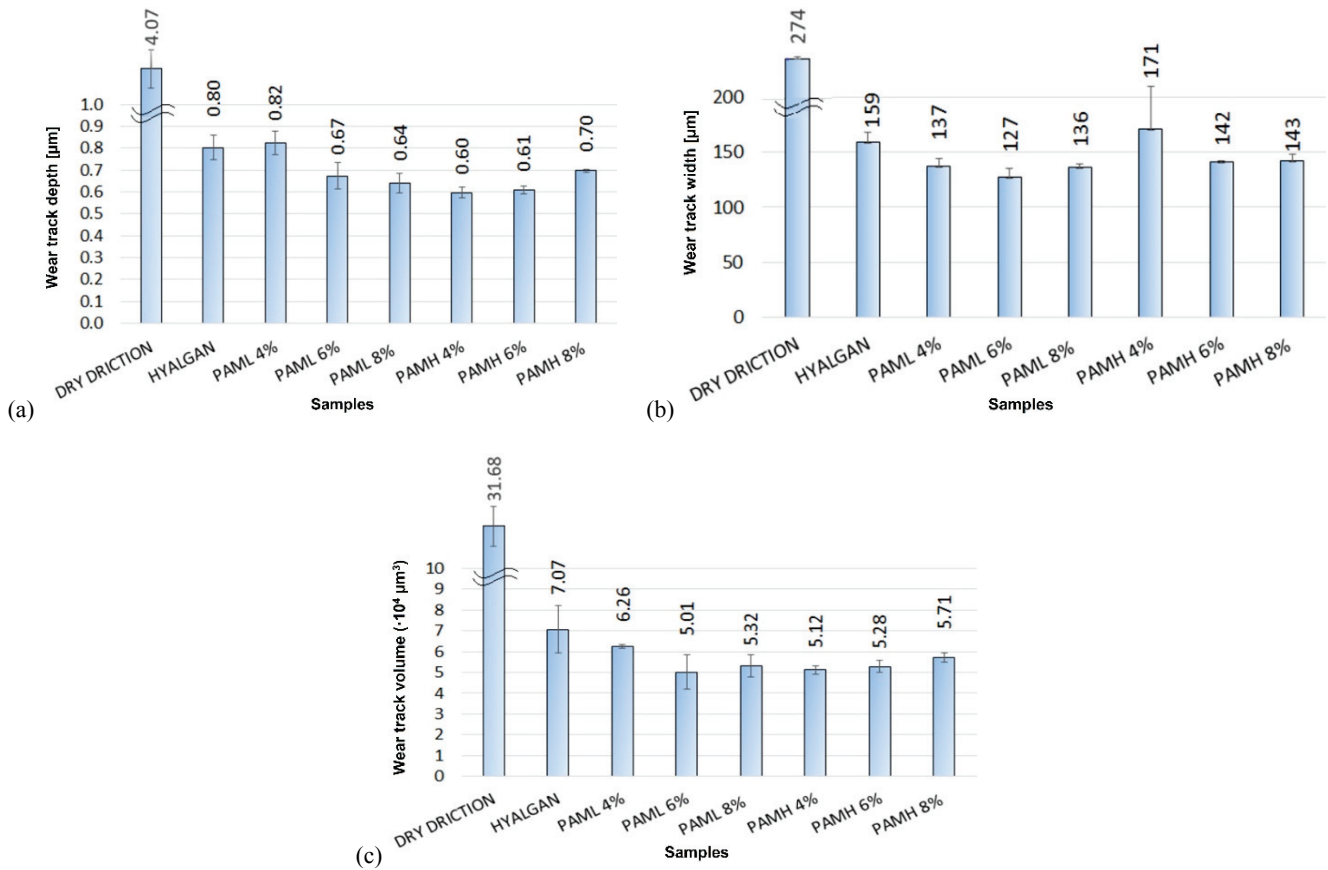 4.07
0.80
0.82
0.67
0.64
0.60
0.61
0.70
Wear track depth [µm]
1.0
0.9
0.8
0.7
0.6
0.5
0.4
0.3
0.2
0.1
0.0
DRY DRICTION
HYALGAN
PAML 4%
PAML 6%
PAML 8%
PAMH 4%
PAMH 6%
PAMH 8%
Samples
(a)
274
159
137
127
136
171
142
143
Wear track width [µm]
200
150
100
50
0
DRY DRICTION
HYALGAN
PAML 4%
PAML 6%
PAML 8%
PAMH 4%
PAMH 6%
PAMH 8%
Samples
(b)
31.68
7.07
6.26
5.01
5.32
5.12
5.28
5.71
Wear track volume (·10⁴ µm³)
10
9
8
7
6
5
4
3
2
1
0
DRY DRICTION
HYALGAN
PAML 4%
PAML 6%
PAML 8%
PAMH 4%
PAMH 6%
PAMH 8%
Samples
(c)